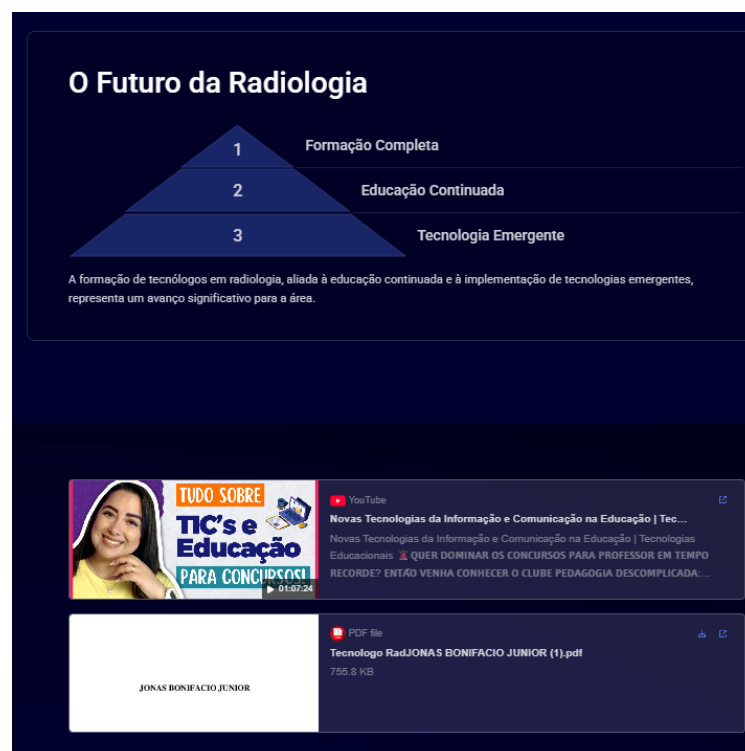 O Futuro da Radiologia
1
Formação Completa
2
Educação Continuada
3
Tecnologia Emergente
A formação de tecnólogos em radiologia, aliada à educação continuada e à implementação de tecnologias emergentes,
representa um avanço significativo para a área.
TUDO SOBRE
TIC's e
Educação
PARA CONCURSOS!
01:07:24
YouTube
Novas Tecnologias da Informação e Comunicação na Educação | Tec...
Novas Tecnologias da Informação e Comunicação na Educação | Tecnologias
Educacionais 🚨 QUER DOMINAR OS CONCURSOS PARA PROFESSOR EM TEMPO
RECORDE? ENTÃO VENHA CONHECER O CLUBE PEDAGOGIA DESCOMPLICADA:...
JONAS BONIFACIO JUNIOR
PDF file
Tecnologo RadJONAS BONIFACIO JUNIOR (1).pdf
755.8 KB